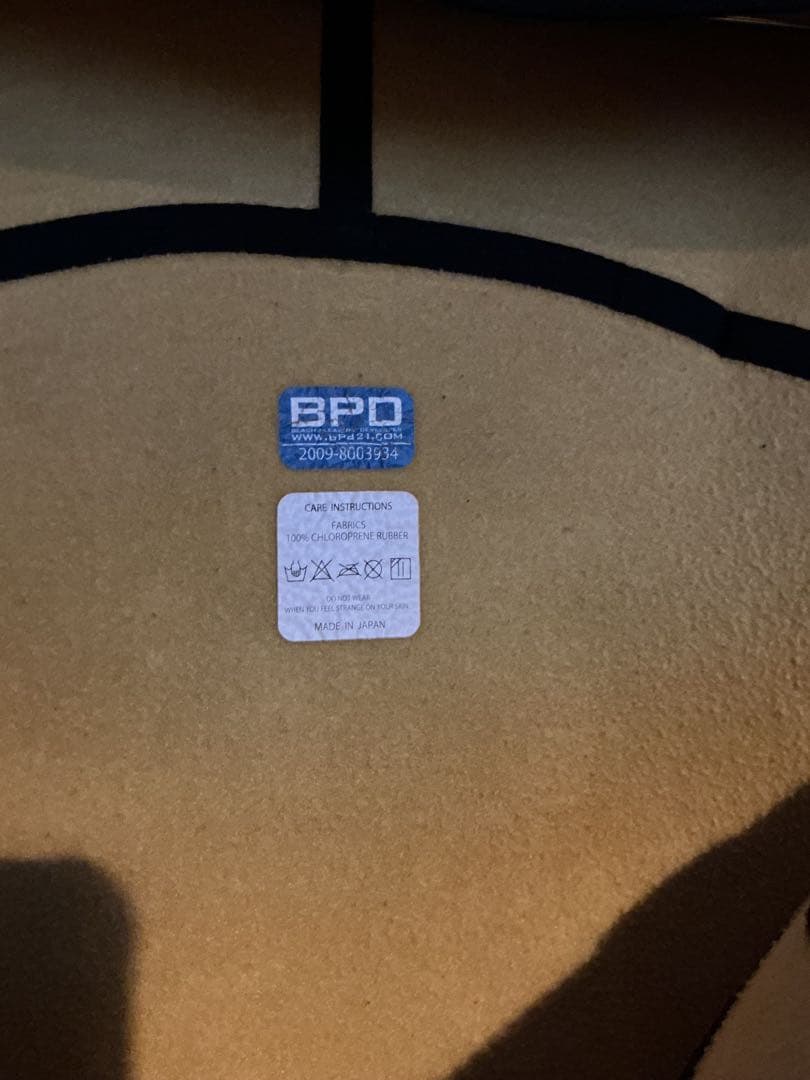 BPD
WWW.bpd21.COM
2009-8003934
CARE INSTRUCTIONS
FABRICS
100% CHLOROPRENE RUBBER
DO NOT WEAR
WHEN YOU FEEL STRANGE ON YOUR SKIN
MADE IN JAPAN